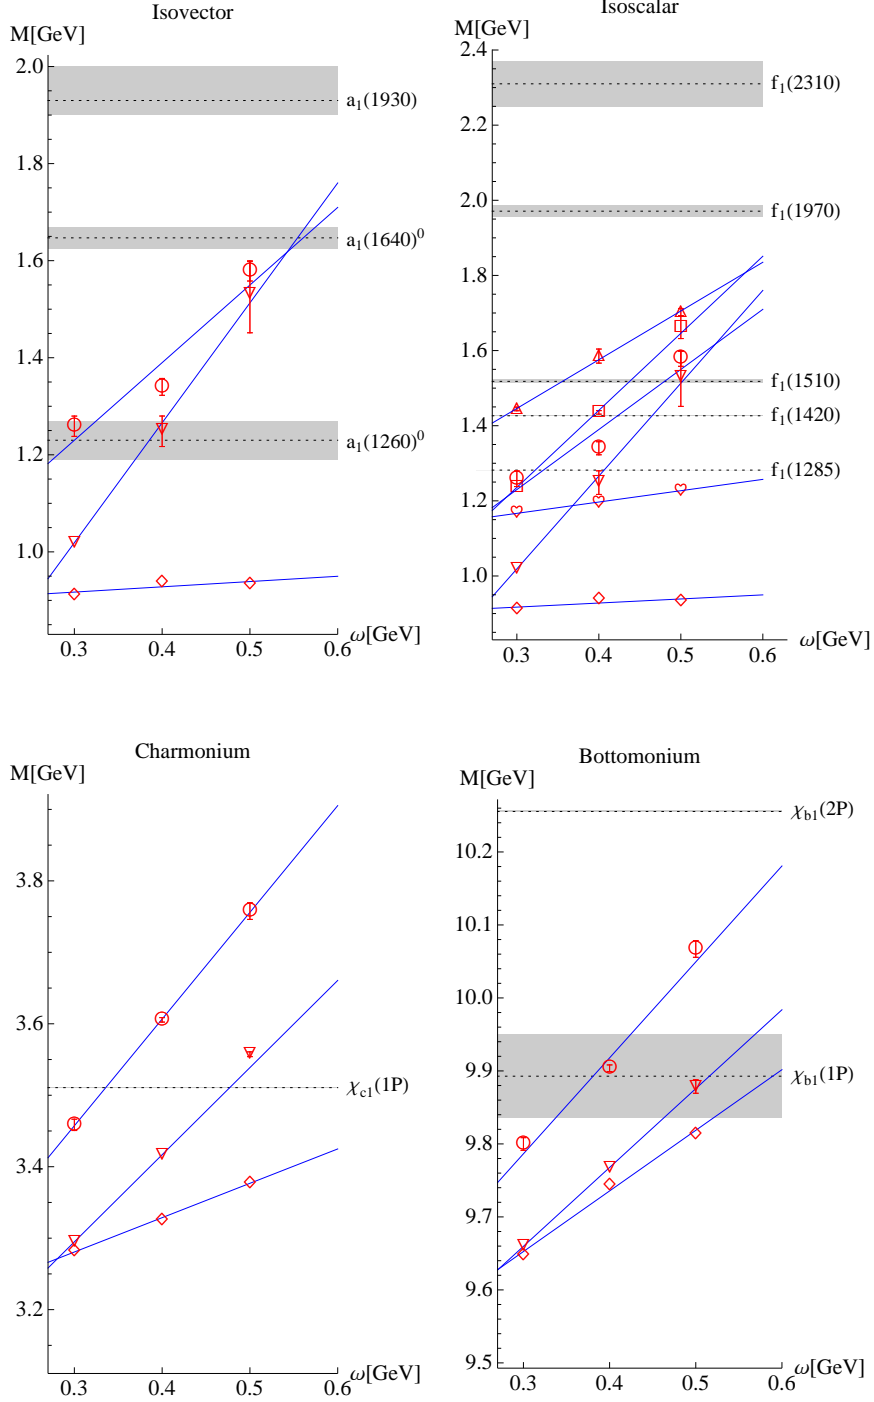 Isovector
M[GeV]
2.0
a₁(1930)
1.8
a₁(1640)⁰
1.6
1.4
a₁(1260)⁰
1.2
1.0
ω[GeV]
0.3 0.4 0.5 0.6
Isoscalar
M[GeV]
2.4
f₁(2310)
2.2
2.0
f₁(1970)
1.8
1.6
f₁(1510)
1.4
f₁(1420)
f₁(1285)
1.2
1.0
ω[GeV]
0.3 0.4 0.5 0.6
Charmonium
M[GeV]
3.8
3.6
χc1(1P)
3.4
3.2
ω[GeV]
0.3 0.4 0.5 0.6
Bottomonium
M[GeV]
χb1(2P)
10.2
10.1
10.0
9.9
χb1(1P)
9.8
9.7
9.6
9.5
ω[GeV]
0.3 0.4 0.5 0.6